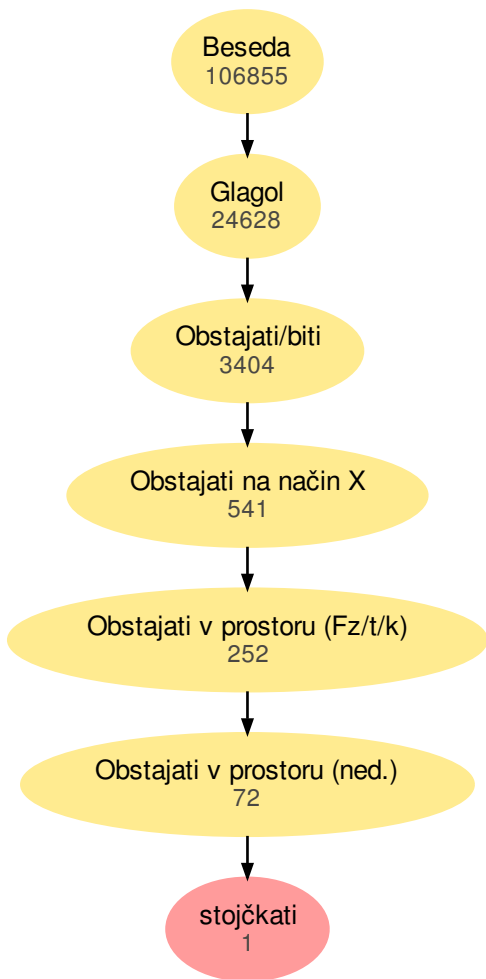 Beseda
106855
Glagol
24628
Obstajati/biti
3404
Obstajati na način X
541
Obstajati v prostoru (Fz/t/k)
252
Obstajati v prostoru (ned.)
72
stojčkati
1